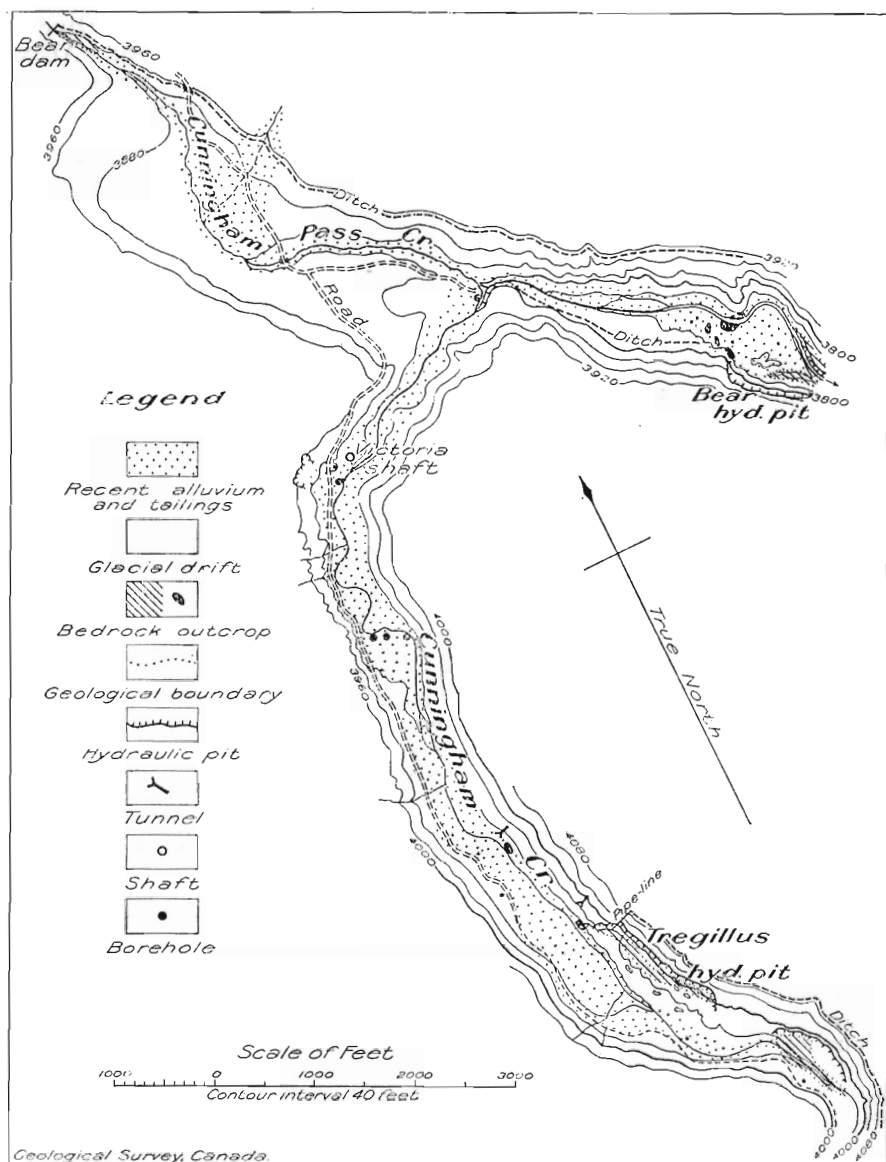 Bear
dam
3960
3960
3880
Cunningham
Pass Cr.
Ditch
3920
Road
Ditch
3800
3920
Bear
hyd. pit
3800
Legend
Recent alluvium
and tailings
Glacial drift
Bedrock outcrop
Geological boundary
Hydraulic pit
Tunnel
Shaft
Borehole
Victoria
shaft
True North
4000
3960
Cunningham Cr.
4000
4080
Pipe-line
Tregillus
hyd. pit
Ditch
4000
4000
4080
Scale of Feet
1000 0 1000 2000 3000
Contour interval 40 feet
Geological Survey, Canada.